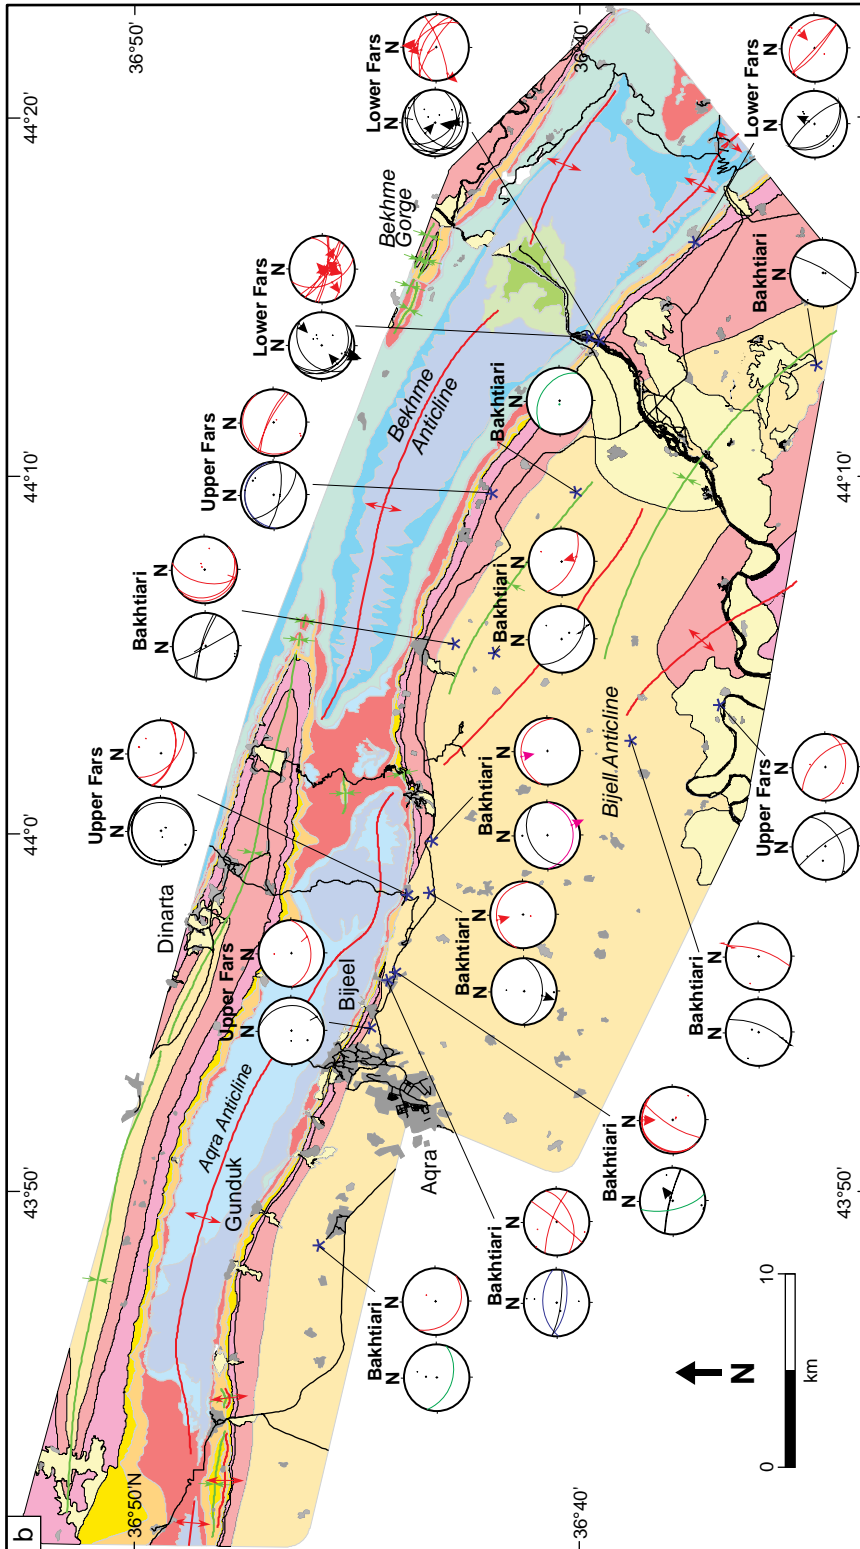 b
43°50'
44°0'
44°10'
44°20'
36°50'N
36°50'
Upper Fars
N N
Bakhtiari
N N
Upper Fars
N N
Lower Fars
N N
Lower Fars
N N
Dinarta
Bekhme
Gorge
Aqra Anticline
Gunduk
Upper Fars
N N
Bijeel
Bekhme
Anticline
Bakhtiari
N N
Aqra
Bakhtiari
N N
Bakhtiari
N N
Bakhtiari
N N
Bakhtiari
N N
Bakhtiari
N
Bijell. Anticline
36°40'
36°40'
Bakhtiari
N N
Bakhtiari
N N
Upper Fars
N N
Bakhtiari
N
Lower Fars
N N
N
0 10
km
43°50'
44°10'